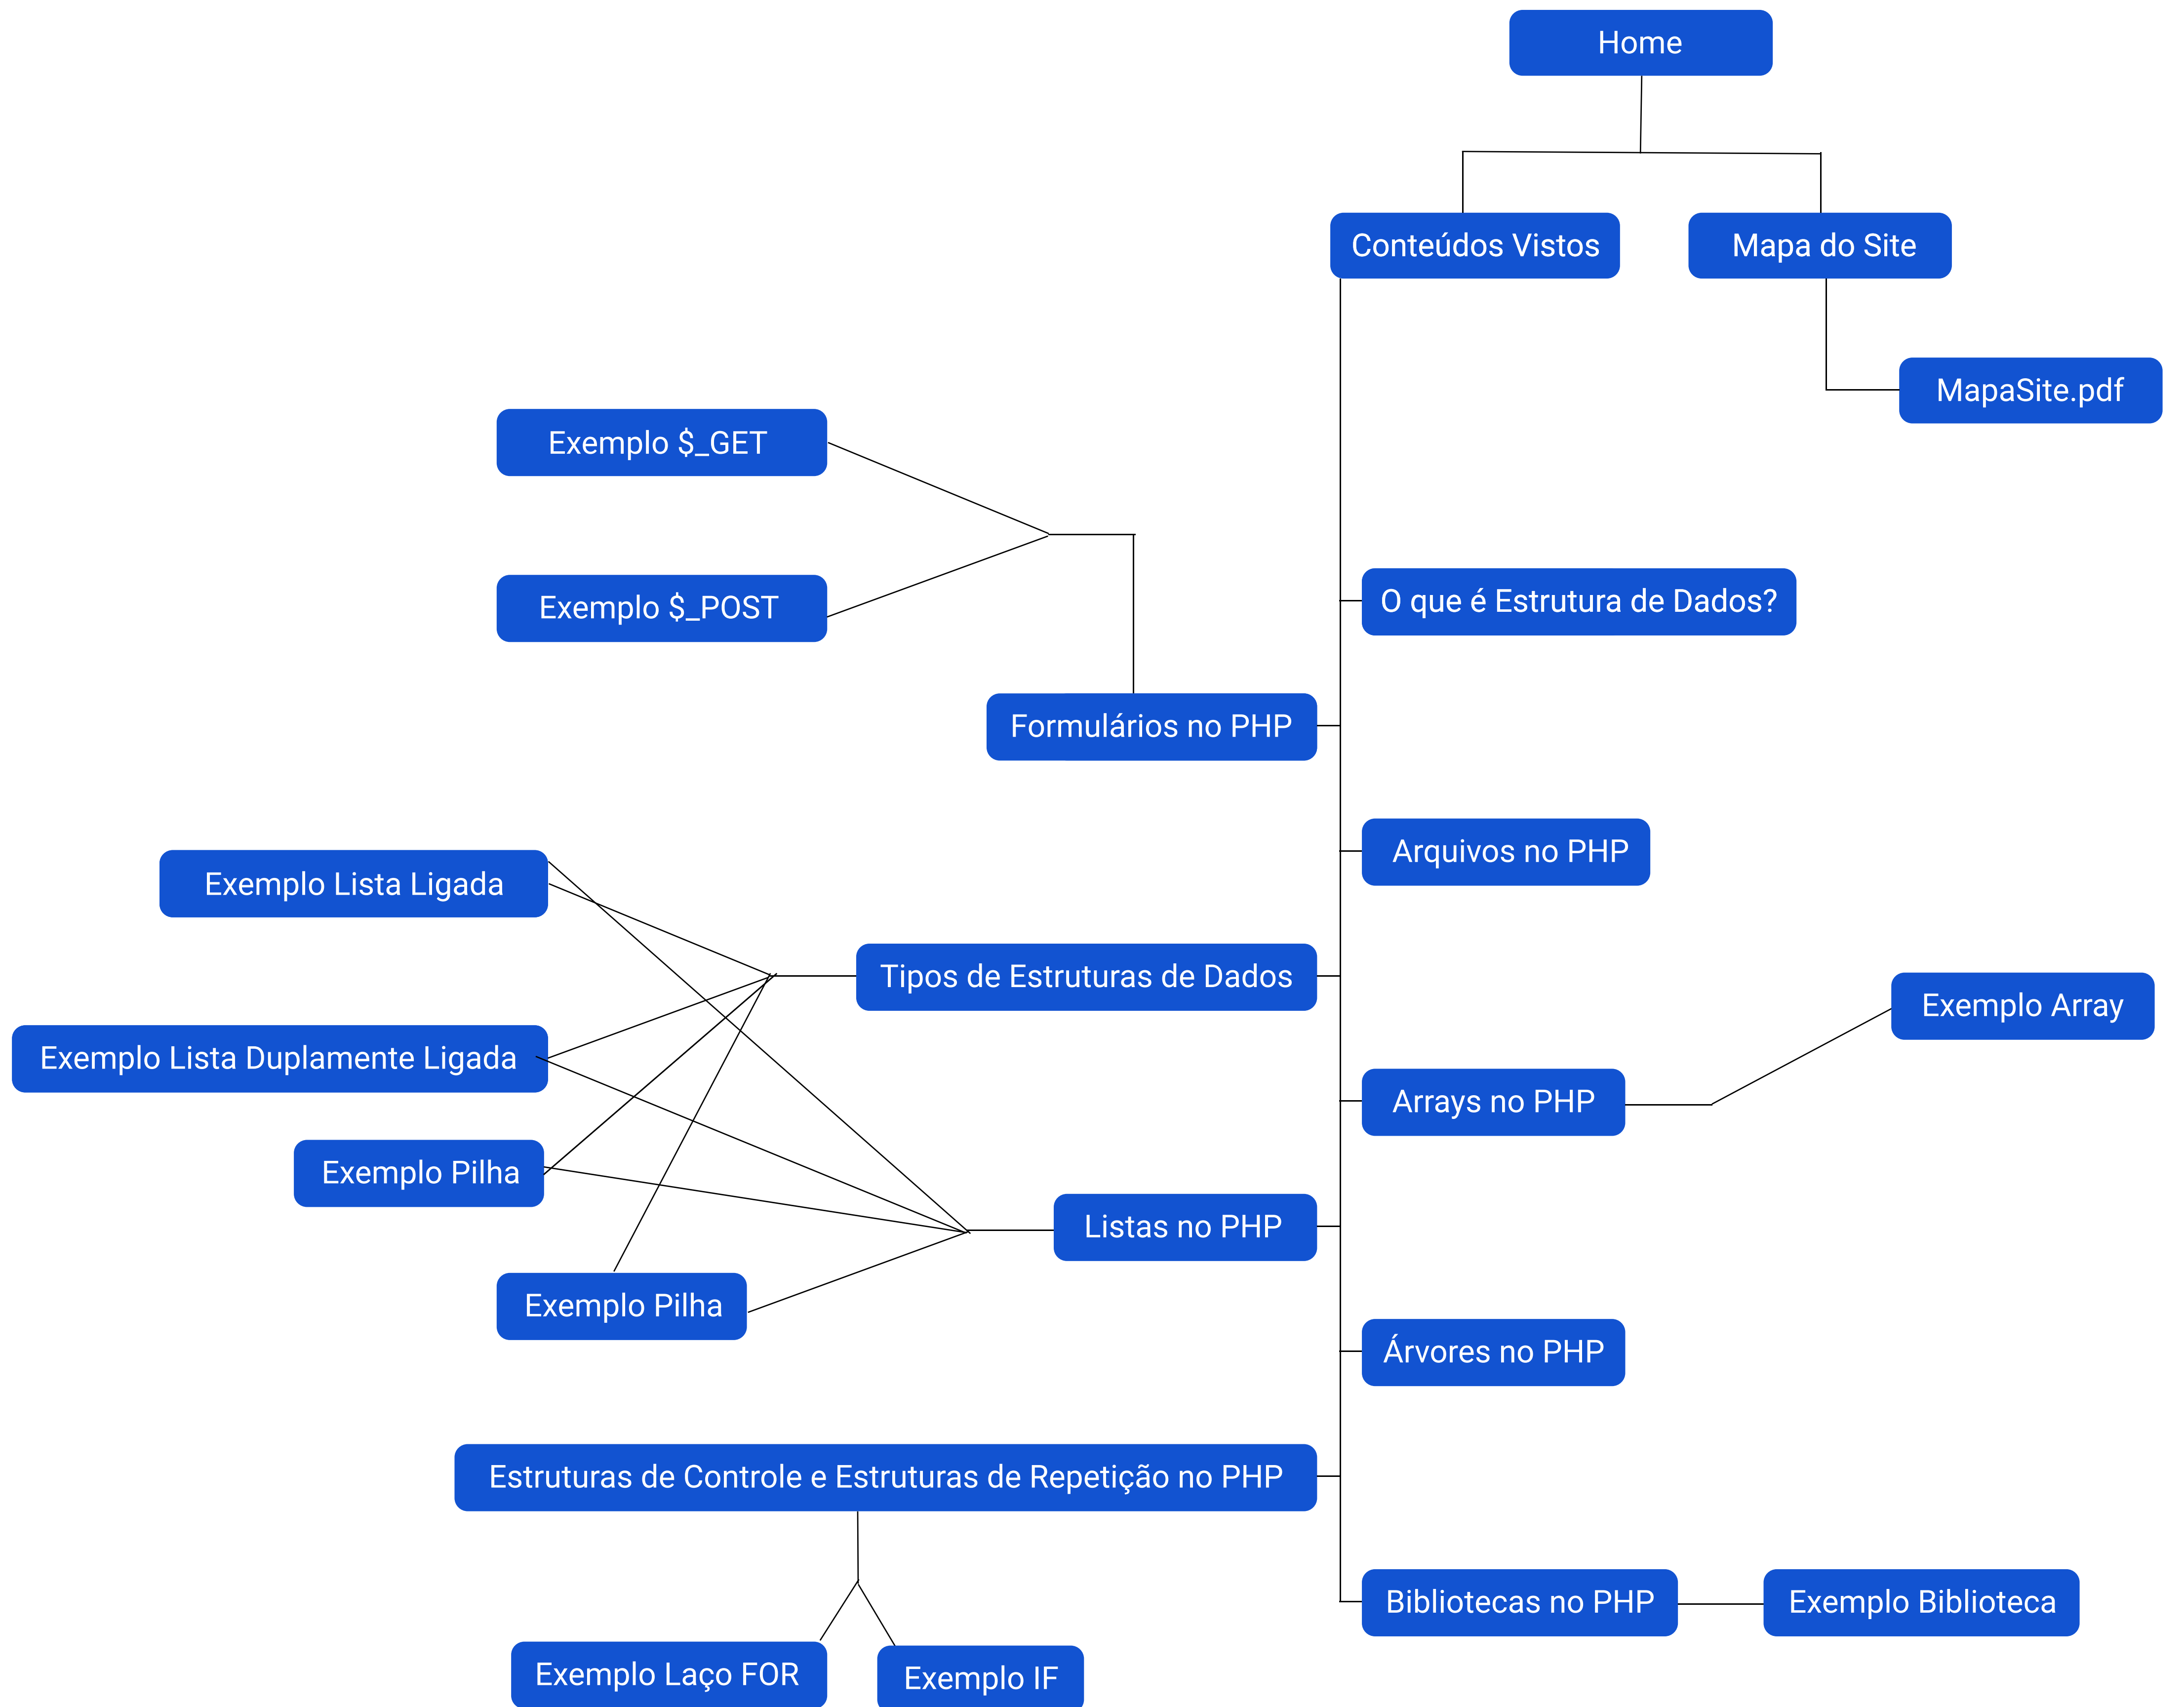 Home
Conteúdos Vistos
Mapa do Site
MapaSite.pdf
Exemplo $_GET
Exemplo $_POST
O que é Estrutura de Dados?
Formulários no PHP
Arquivos no PHP
Exemplo Lista Ligada
Tipos de Estruturas de Dados
Exemplo Array
Exemplo Lista Duplamente Ligada
Arrays no PHP
Exemplo Pilha
Listas no PHP
Exemplo Pilha
Árvores no PHP
Estruturas de Controle e Estruturas de Repetição no PHP
Bibliotecas no PHP
Exemplo Biblioteca
Exemplo Laço FOR
Exemplo IF